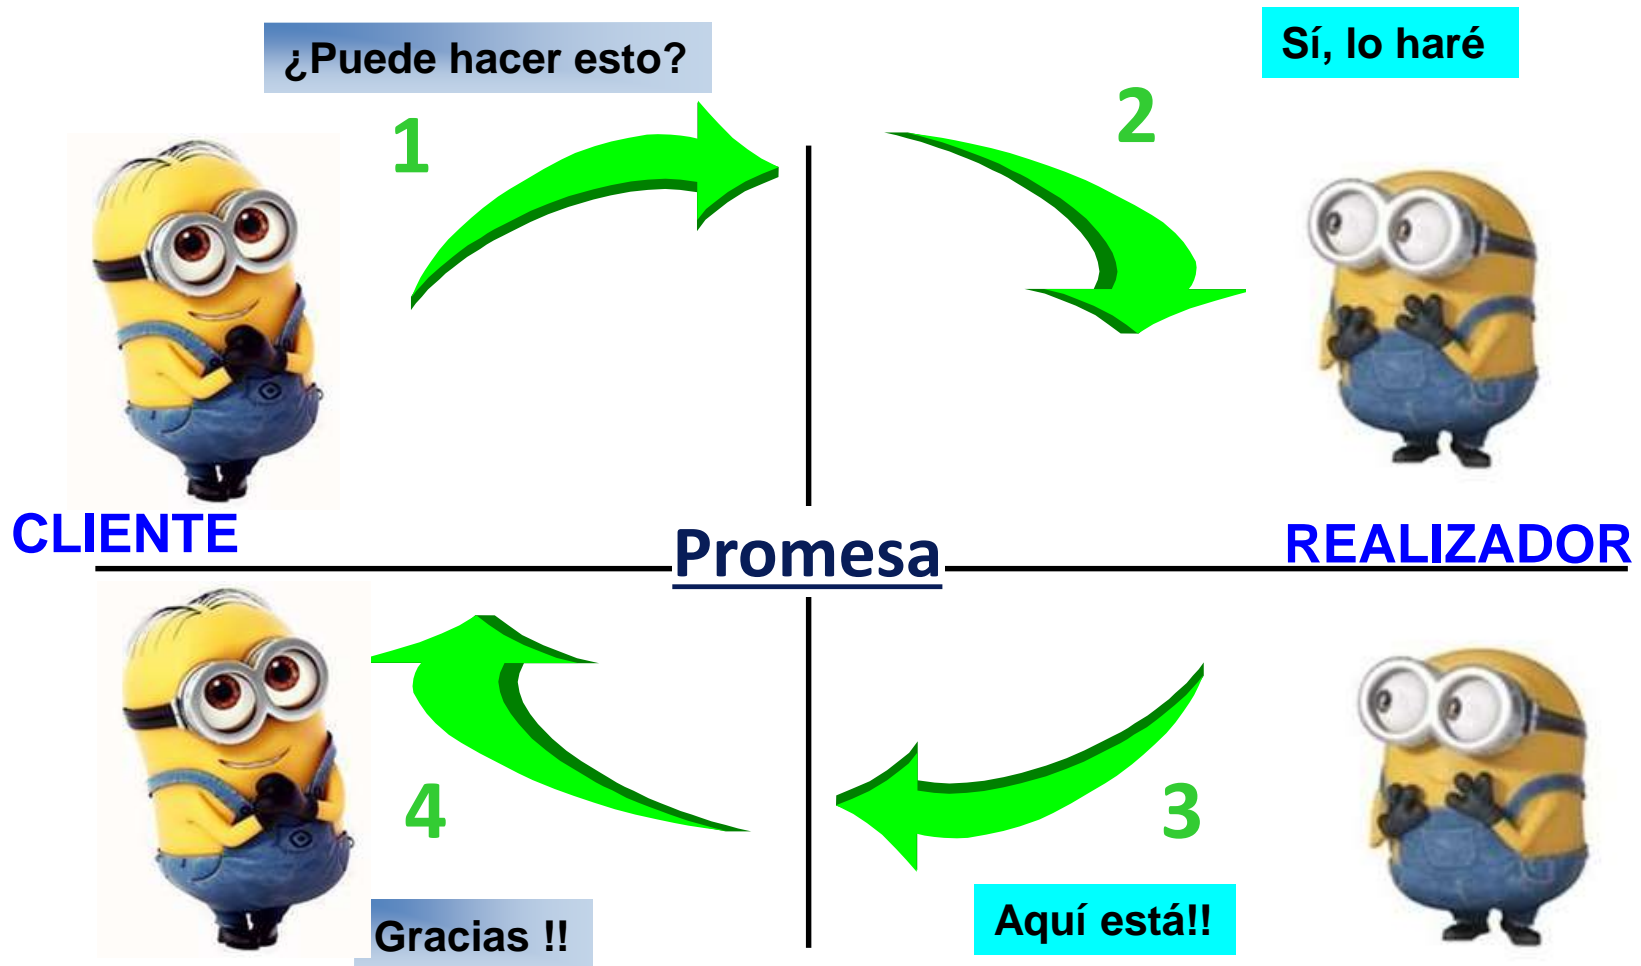 ¿Puede hacer esto?
Sí, lo haré
1
2
CLIENTE
Promesa
REALIZADOR
4
3
Gracias !!
Aquí está!!